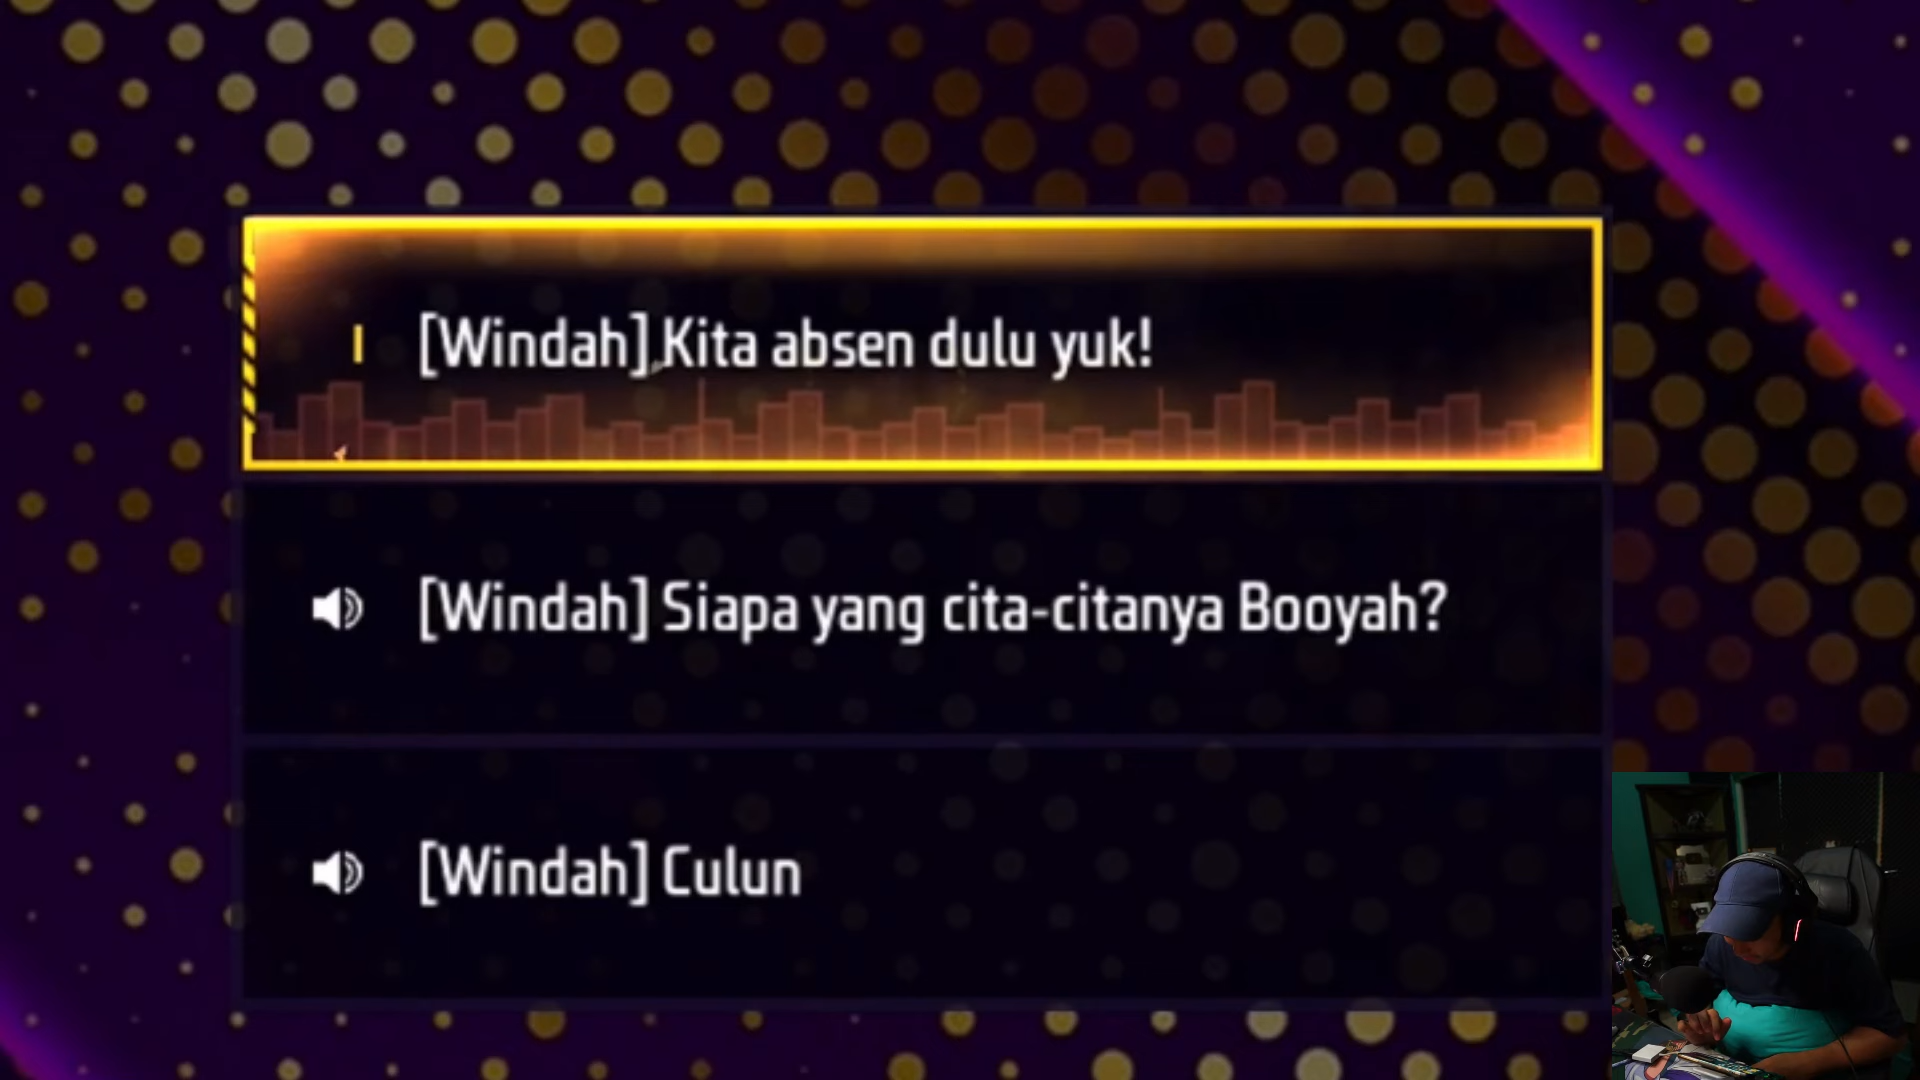 [Windah] Kita absen dulu yuk!
[Windah] Siapa yang cita-citanya Booyah?
[Windah] Culun